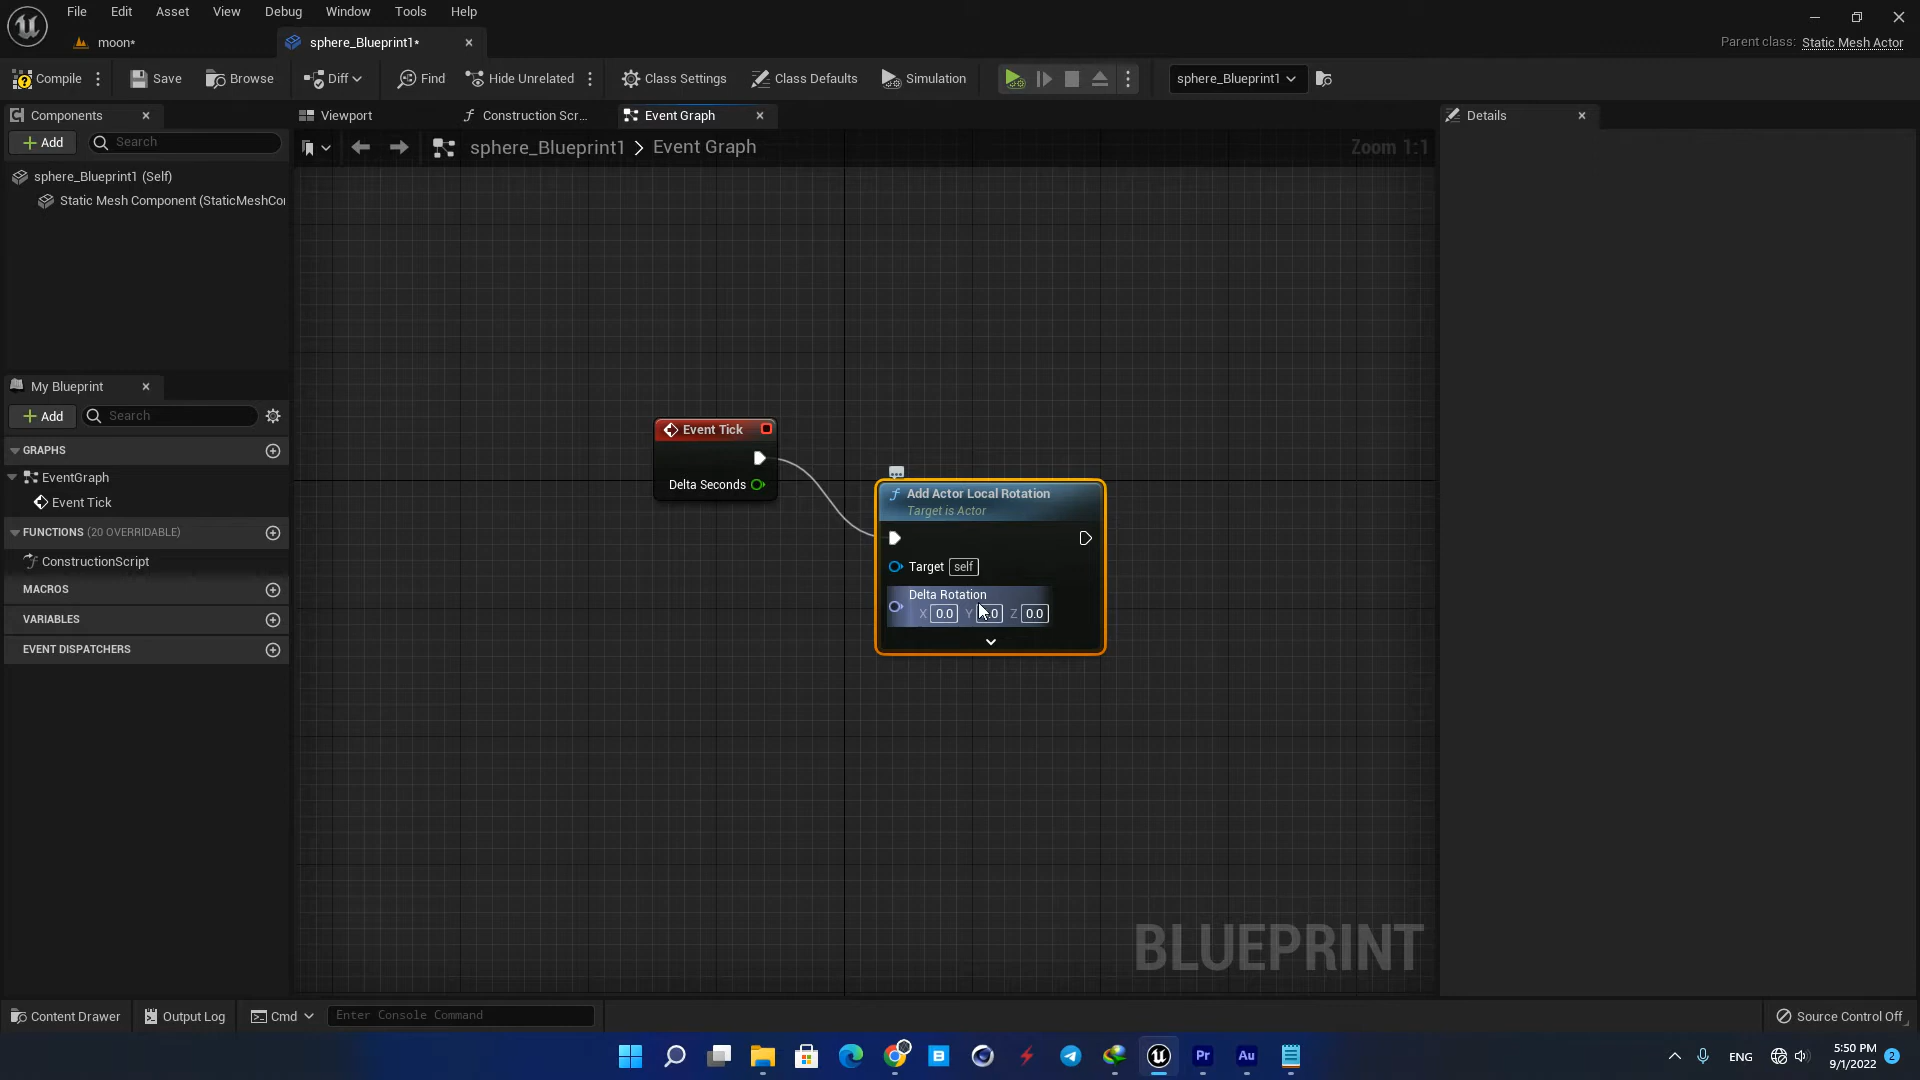 File Edit Asset View Debug Window Tools Help
moon*
sphere_Blueprint1*
Parent class: Static Mesh Actor
Compile Save Browse Diff Find Hide Unrelated Class Settings Class Defaults Simulation sphere_Blueprint1
Components
Viewport Construction Scr... Event Graph
Details
Add Search
sphere_Blueprint1 > Event Graph
Zoom 1:1
sphere_Blueprint1 (Self)
Static Mesh Component (StaticMeshCo
My Blueprint
Add Search
GRAPHS
EventGraph
Event Tick
FUNCTIONS (20 OVERRIDABLE)
ConstructionScript
MACROS
VARIABLES
EVENT DISPATCHERS
Event Tick
Delta Seconds
Add Actor Local Rotation
Target is Actor
Target self
Delta Rotation
X 0.0 Y .0 Z 0.0
BLUEPRINT
Content Drawer Output Log Cmd Enter Console Command
Source Control Off
Pr Au
ENG
5:50 PM
9/1/2022
2